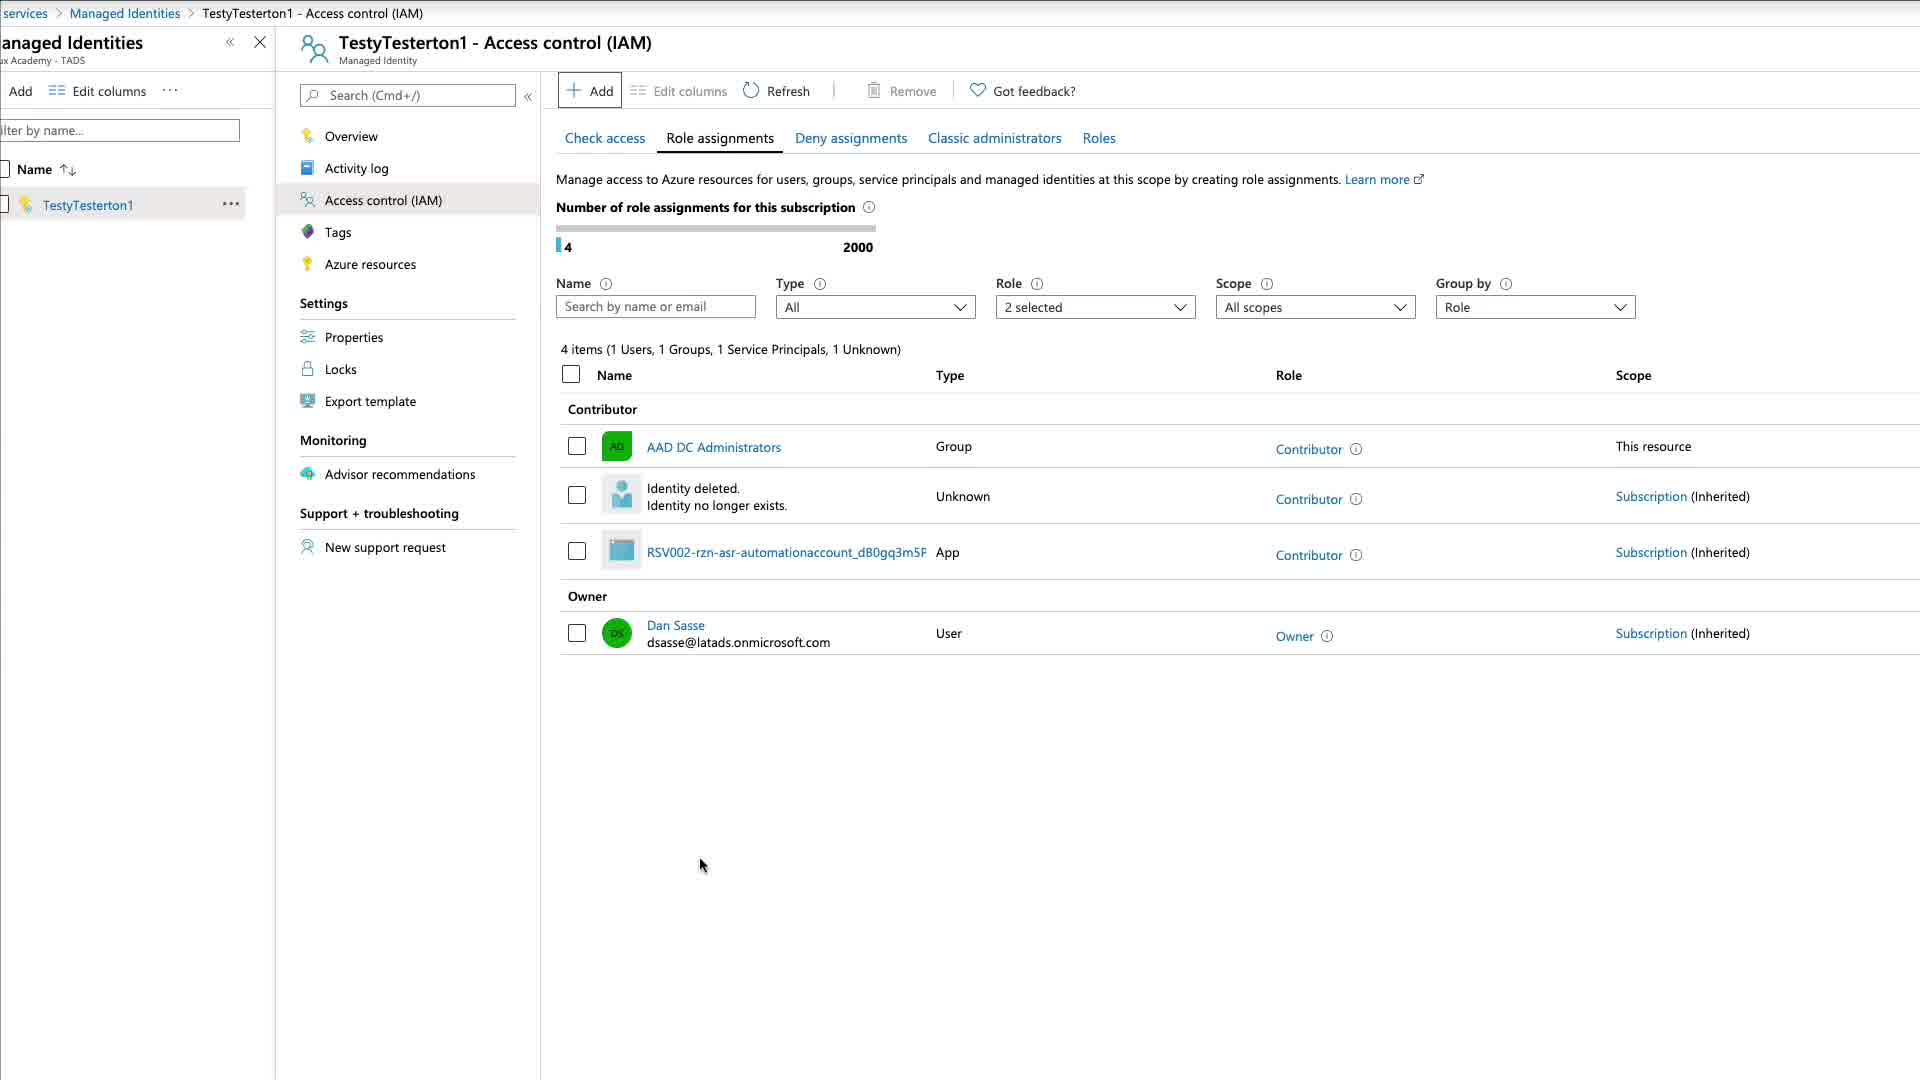 services > Managed Identities > TestyTesterton1 - Access control (IAM)
anaged Identities
ux Academy - TADS
Add Edit columns ...
ilter by name...
Name
TestyTesterton1 ...
TestyTesterton1 - Access control (IAM)
Managed Identity
Search (Cmd+/)
Overview
Activity log
Access control (IAM)
Tags
Azure resources
Settings
Properties
Locks
Export template
Monitoring
Advisor recommendations
Support + troubleshooting
New support request
Add Edit columns Refresh Remove Got feedback?
Check access Role assignments Deny assignments Classic administrators Roles
Manage access to Azure resources for users, groups, service principals and managed identities at this scope by creating role assignments. Learn more
Number of role assignments for this subscription
4 2000
Name Type Role Scope Group by
Search by name or email All 2 selected All scopes Role
4 items (1 Users, 1 Groups, 1 Service Principals, 1 Unknown)
Name Type Role Scope
Contributor
AD AAD DC Administrators Group Contributor This resource
Identity deleted.
Identity no longer exists. Unknown Contributor Subscription (Inherited)
RSV002-rzn-asr-automationaccount_dB0gq3m5F App Contributor Subscription (Inherited)
Owner
DS Dan Sasse
dsasse@latads.onmicrosoft.com User Owner Subscription (Inherited)